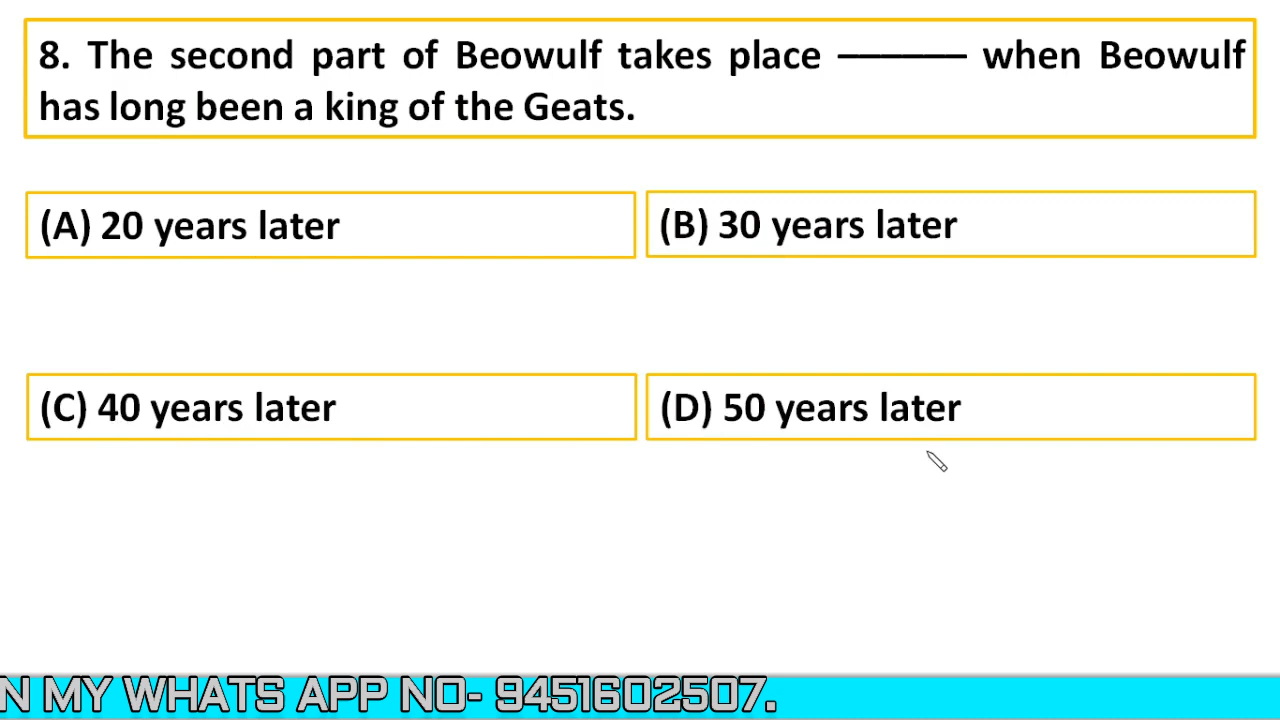 8. The second part of Beowulf takes place ——— when Beowulf
has long been a king of the Geats.
(A) 20 years later
(B) 30 years later
(C) 40 years later
(D) 50 years later
N MY WHATS APP NO- 9451602507.